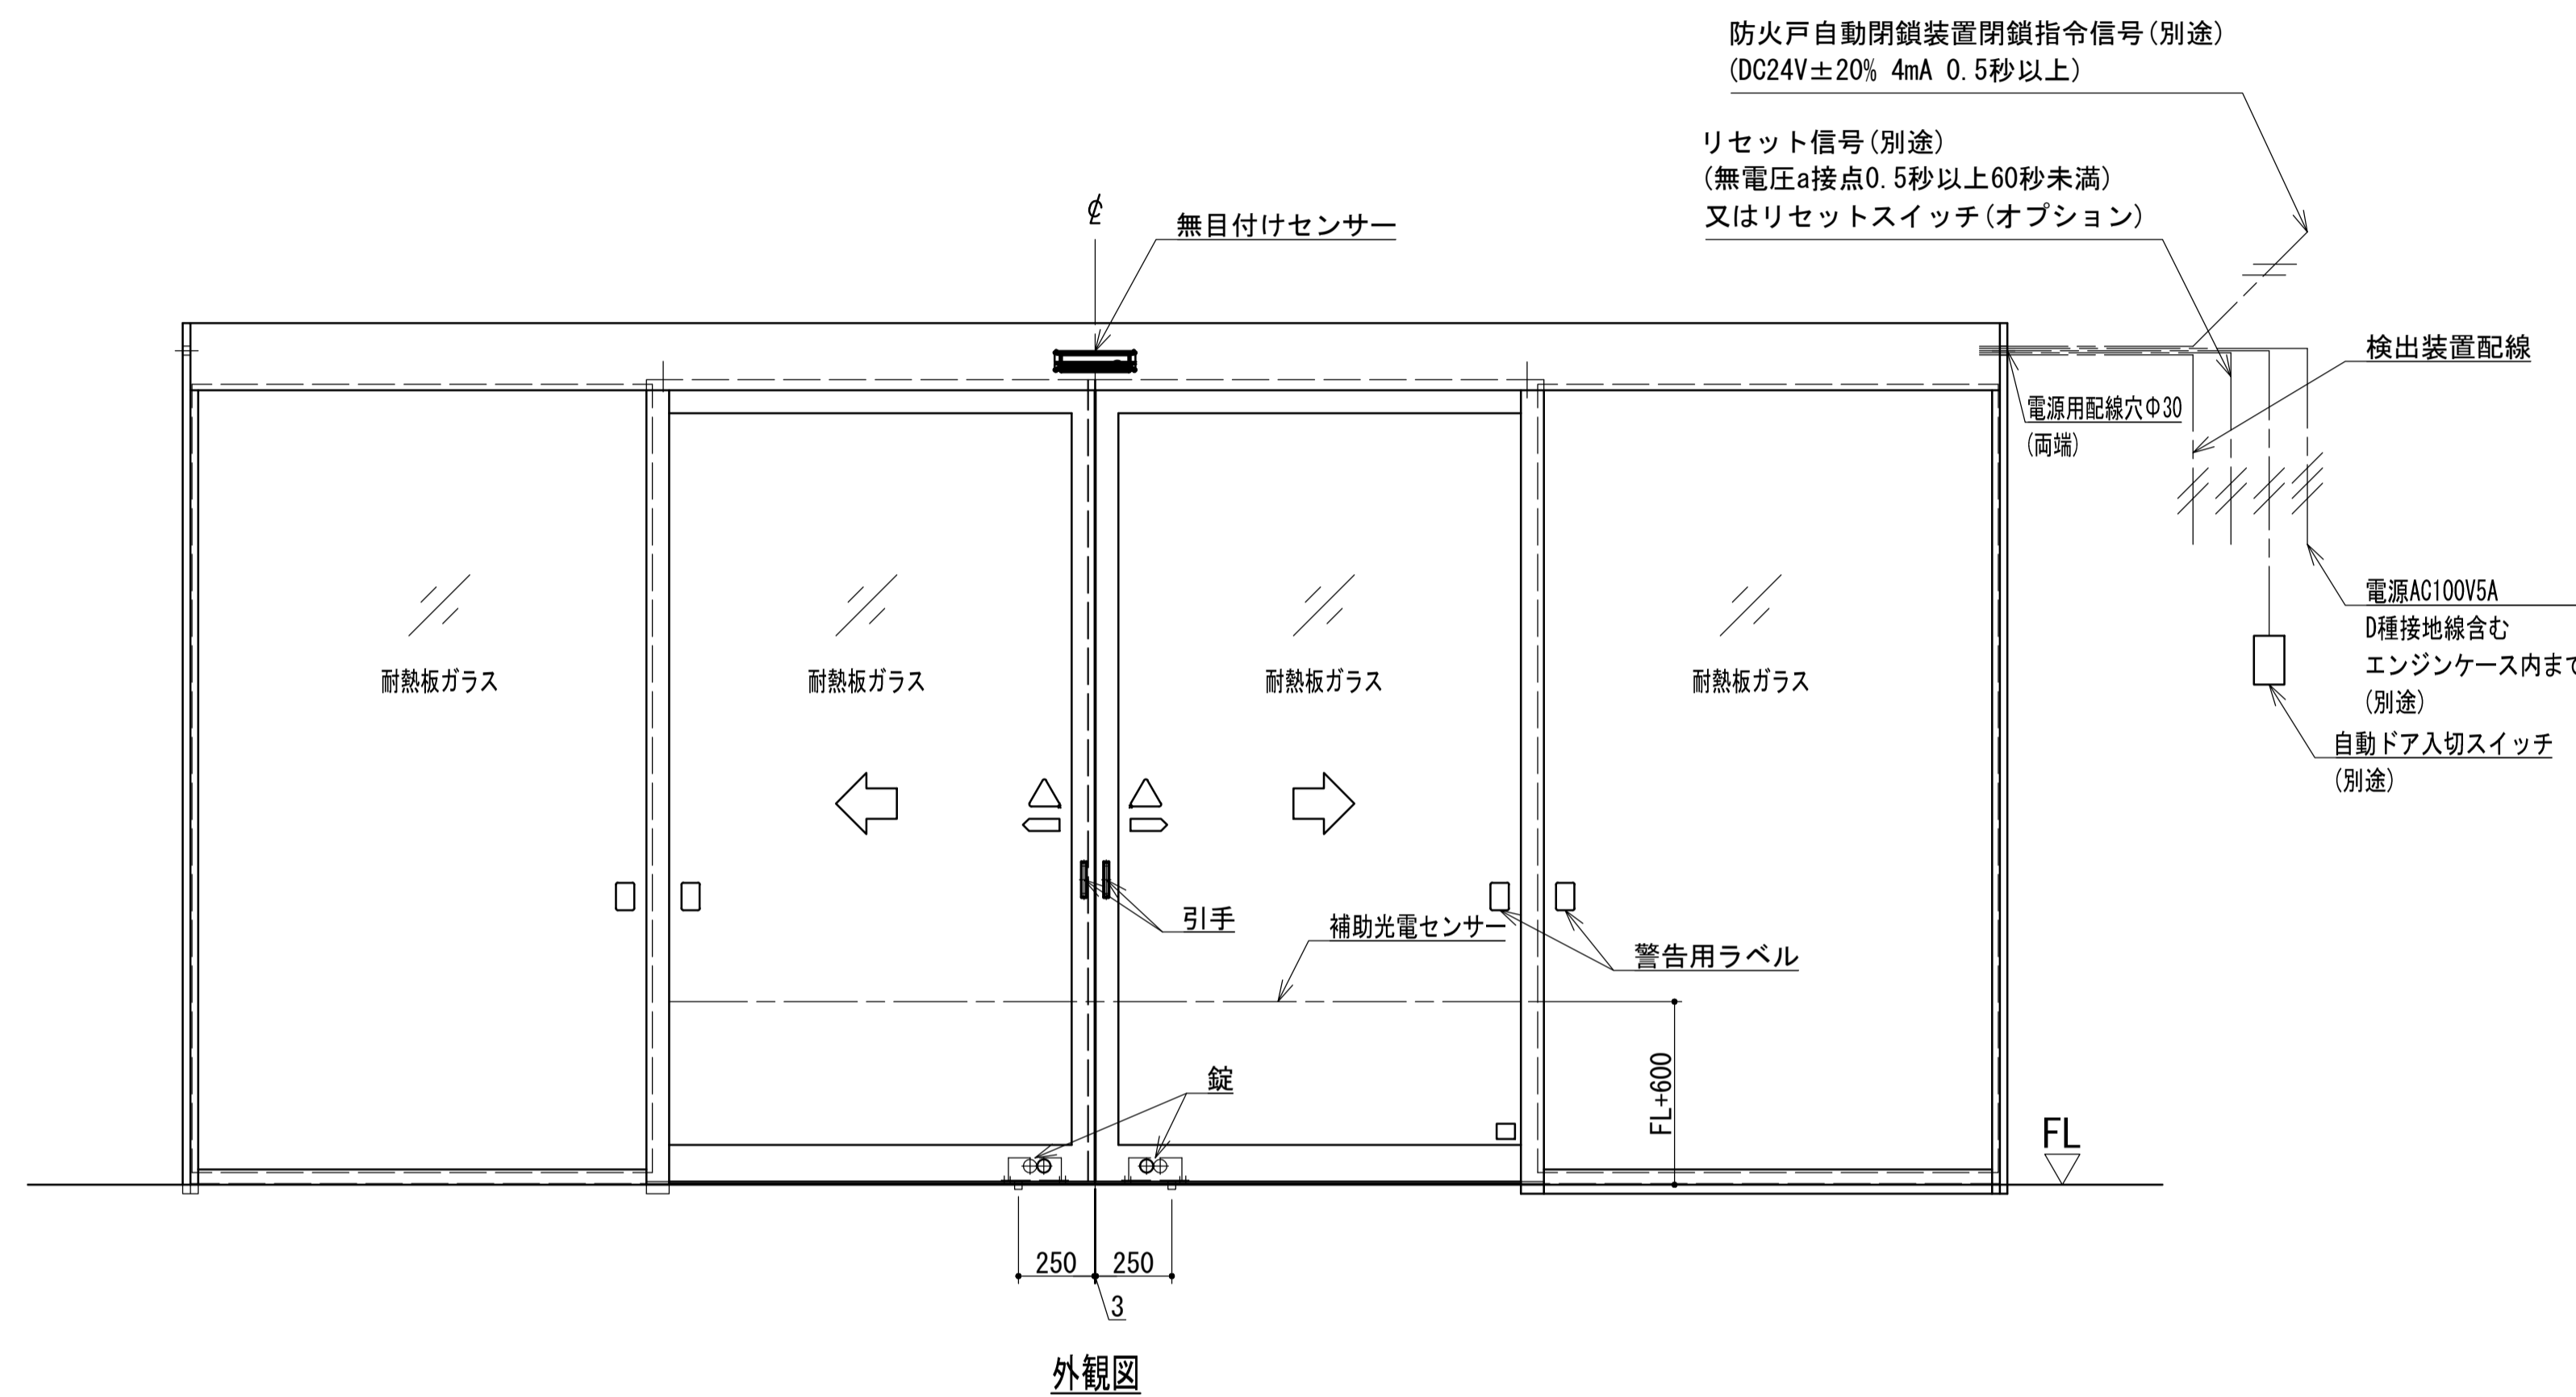 防火戸自動閉鎖装置閉鎖指令信号(別途)
(DC24V±20% 4mA 0.5秒以上)
リセット信号(別途)
(無電圧a接点0.5秒以上60秒未満)
又はリセットスイッチ(オプション)
無目付けセンサー
検出装置配線
電源用配線穴Φ30
(両端)
電源AC100V5A
D種接地線含む
エンジンケース内まで
(別途)
自動ドア入切スイッチ
(別途)
耐熱板ガラス
耐熱板ガラス
耐熱板ガラス
耐熱板ガラス
引手
補助光電センサー
警告用ラベル
錠
FL+600
FL
250
250
3
外観図